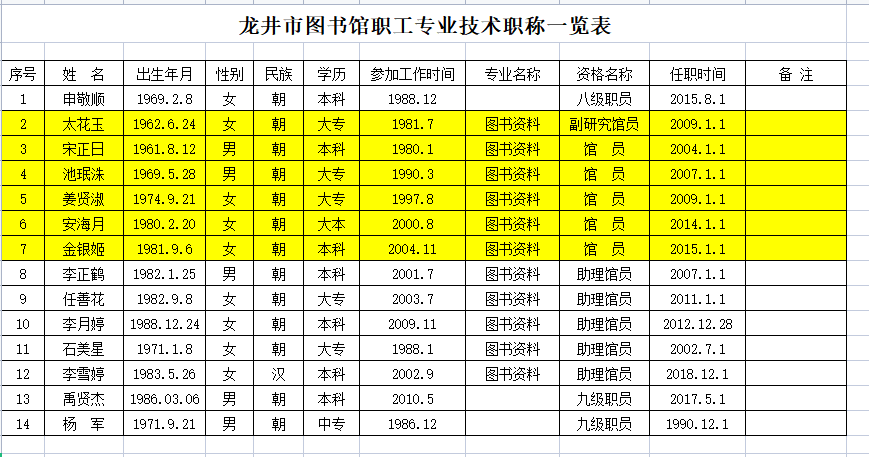 龙井市图书馆职工专业技术职称一览表
序号 姓 名 出生年月 性别 民族 学历 参加工作时间 专业名称 资格名称 任职时间 备 注
1 申敬顺 1969.2.8 女 朝 本科 1988.12 八级职员 2015.8.1
2 太花玉 1962.6.24 女 朝 大专 1981.7 图书资料 副研究馆员 2009.1.1
3 宋正日 1961.8.12 男 朝 本科 1980.1 图书资料 馆 员 2004.1.1
4 池珉洙 1969.5.28 男 朝 大专 1990.3 图书资料 馆 员 2007.1.1
5 姜贤淑 1974.9.21 女 朝 大专 1997.8 图书资料 馆 员 2009.1.1
6 安海月 1980.2.20 女 朝 大本 2000.8 图书资料 馆 员 2014.1.1
7 金银姬 1981.9.6 女 朝 本科 2004.11 图书资料 馆 员 2015.1.1
8 李正鹤 1982.1.25 男 朝 本科 2001.7 图书资料 助理馆员 2007.1.1
9 任善花 1982.9.8 女 朝 大专 2003.7 图书资料 助理馆员 2011.1.1
10 李月婷 1988.12.24 女 朝 本科 2009.11 图书资料 助理馆员 2012.12.28
11 石美星 1971.1.8 女 朝 大专 1988.1 图书资料 助理馆员 2002.7.1
12 李雪婷 1983.5.26 女 汉 本科 2002.9 图书资料 助理馆员 2018.12.1
13 禹贤杰 1986.03.06 男 朝 本科 2010.5 九级职员 2017.5.1
14 杨 军 1971.9.21 男 朝 中专 1986.12 九级职员 1990.12.1